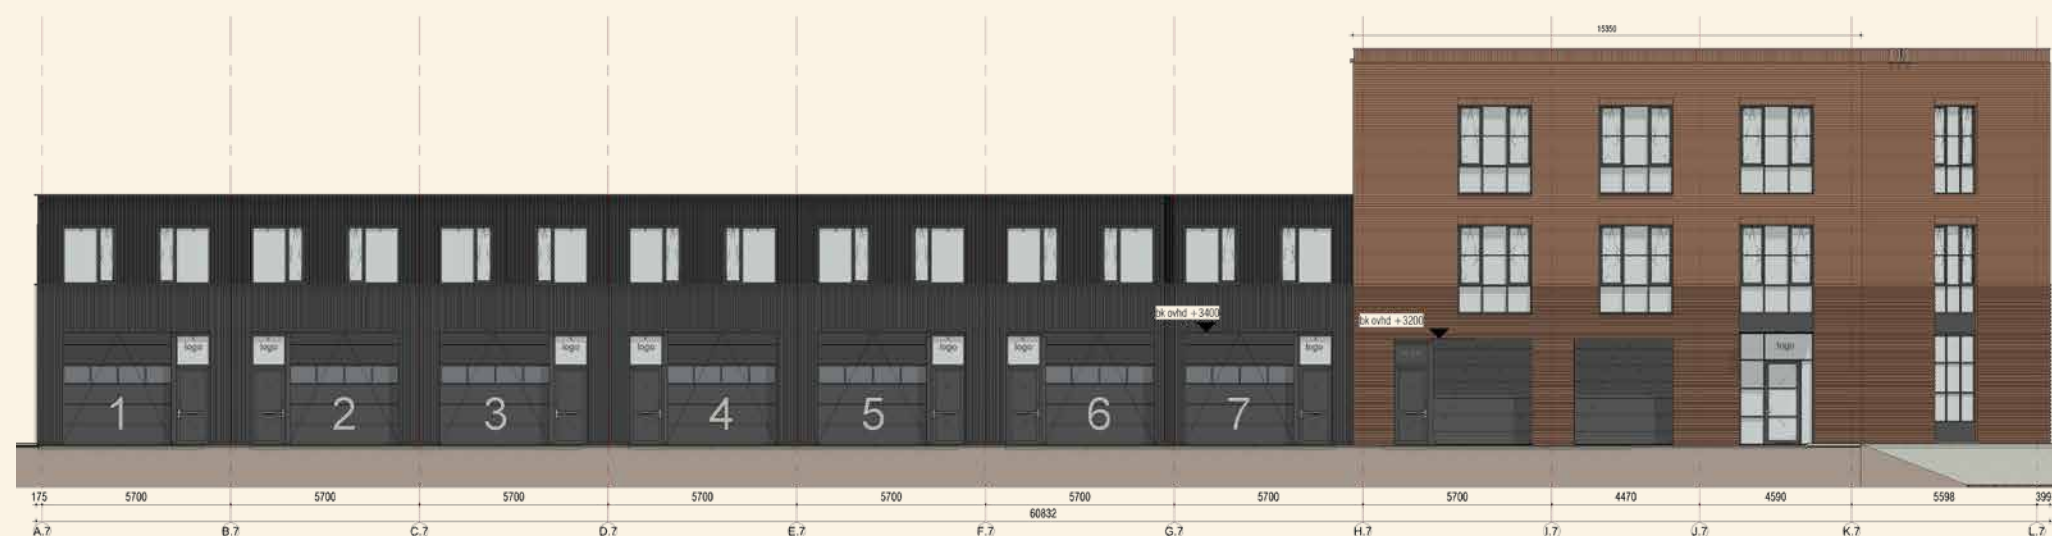 15350
bk ovhd +3400
bk ovhd +3200
logo logo logo logo logo logo logo logo
1 2 3 4 5 6 7
175 5700 5700 5700 5700 5700 5700 5700 5700 4470 4590 5598 399
60832
A.7 B.7 C.7 D.7 E.7 F.7 G.7 H.7 I.7 J.7 K.7 L.7